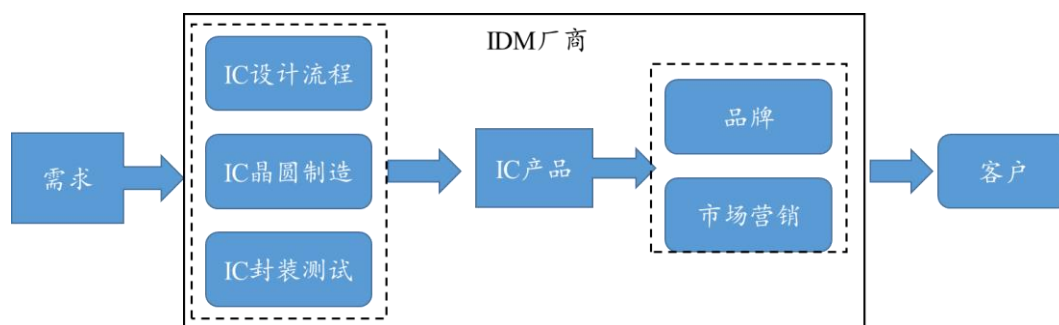 IDM厂商
需求
IC设计流程
IC晶圆制造
IC封装测试
IC产品
品牌
市场营销
客户